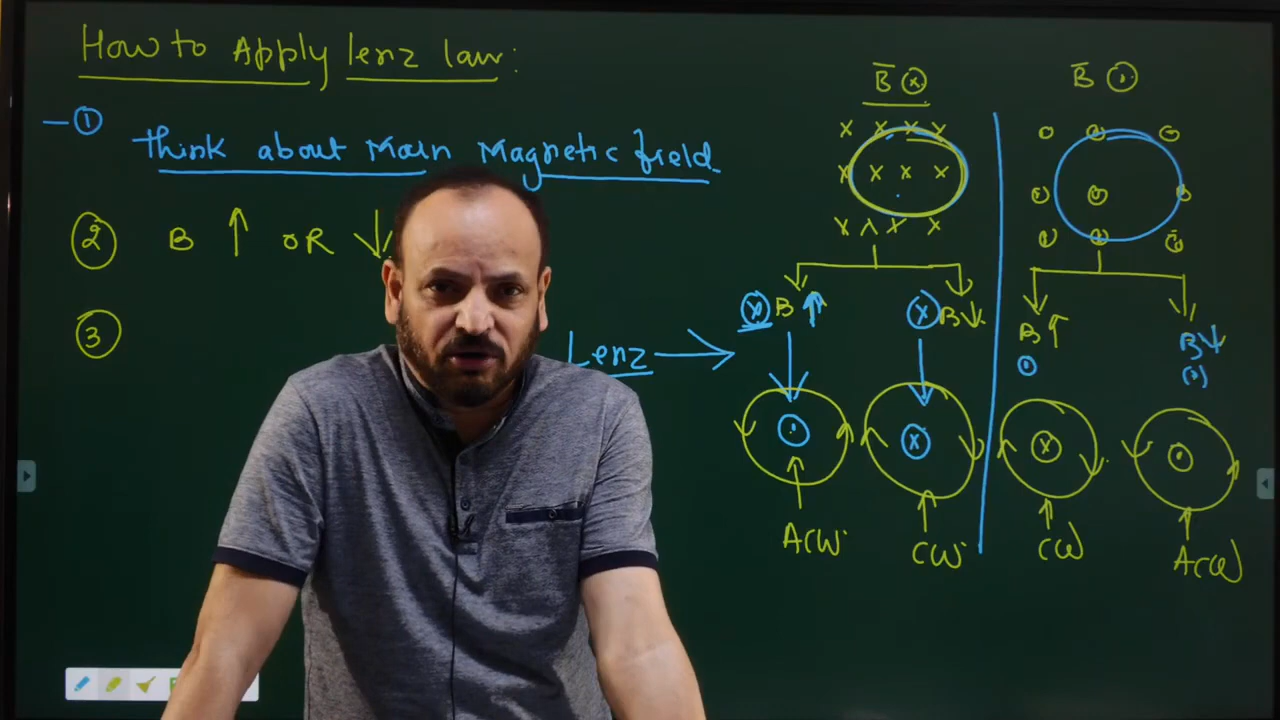 How to Apply lenz law:
– ① Think about Main Magnetic field
② B ↑ OR ↓
③
Lenz →
B̄ ⊗
x x x x
x x x x
x x x x
⊗ B ↑
⊗ B ↓
⊙
⊗
ACW
CW
B̄ ⊙
B ↑
⊙
B ↓
(·)
⊗
⊙
CW
ACW